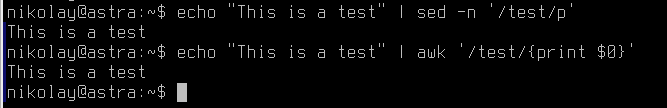 nikolay@astra:~$ echo "This is a test" | sed -n '/test/p'
This is a test
nikolay@astra:~$ echo "This is a test" | awk '/test/{print $0}'
This is a test
nikolay@astra:~$